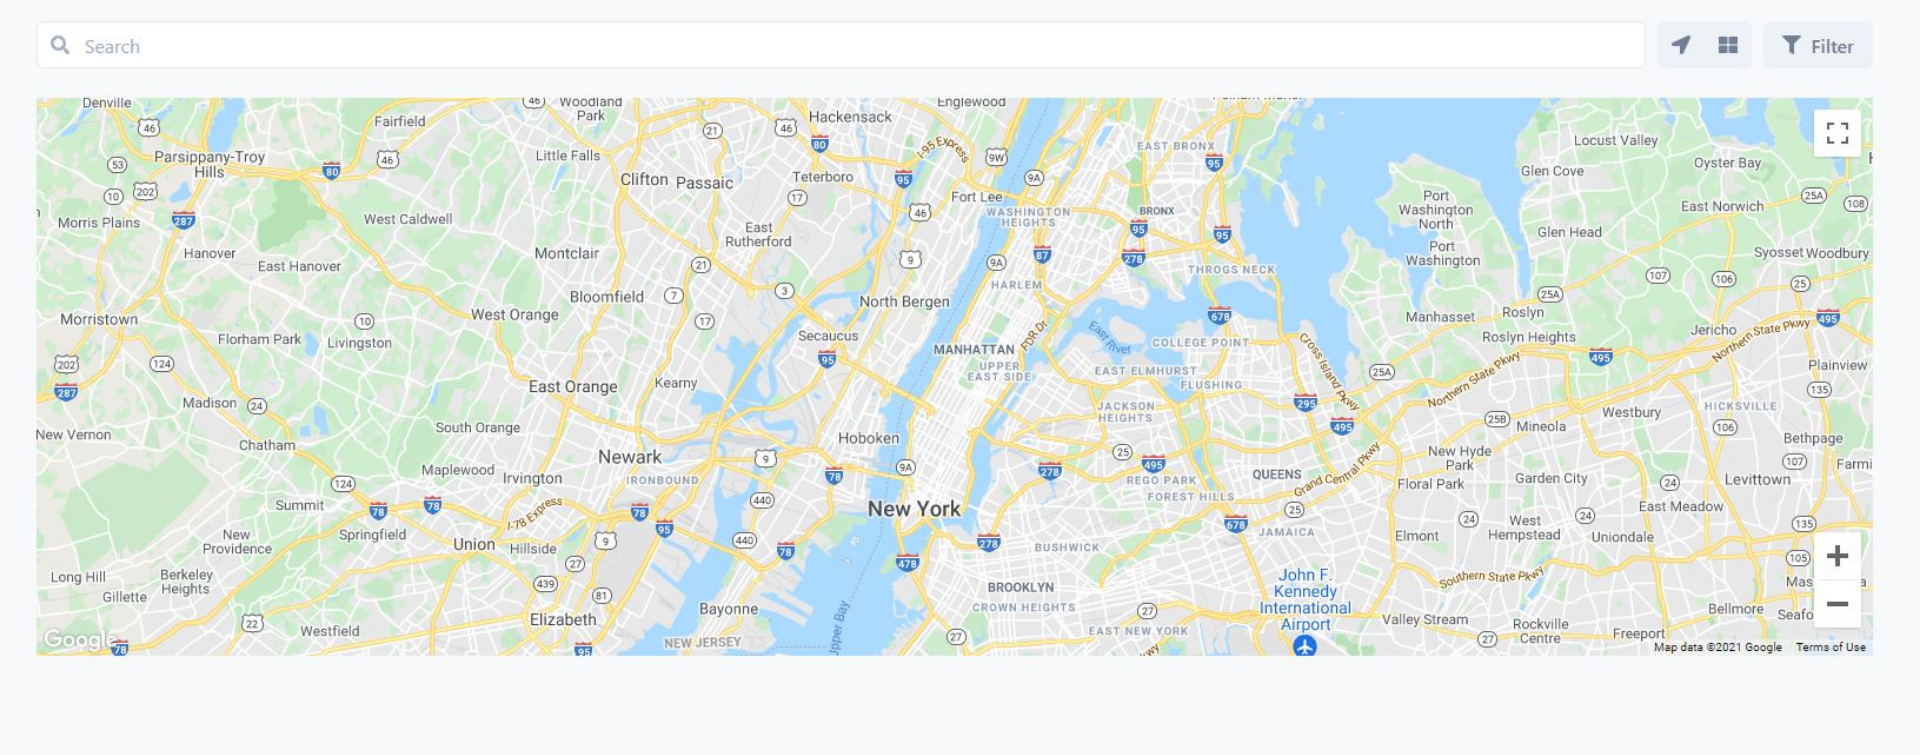 Search
Filter
Denville
46
Woodland
Park
Englewood
Hackensack
Fairfield
46
21
46
80
I-95 Express
9W
EAST BRONX
95
Locust Valley
Oyster Bay
53
Parsippany-Troy
Hills
80
46
Little Falls
Clifton
Passaic
Teterboro
95
9A
Glen Cove
10
202
17
Fort Lee
Port
Washington
North
25A
108
Morris Plains
287
West Caldwell
46
WASHINGTON
HEIGHTS
BRONX
95
95
East Norwich
East
Rutherford
Glen Head
Hanover
East Hanover
Montclair
21
9
9A
87
278
THROGS NECK
Port
Washington
Syosset
Woodbury
107
106
25
Bloomfield
7
3
North Bergen
HARLEM
25A
Morristown
10
West Orange
17
678
Manhasset
Roslyn
495
Florham Park
Livingston
Secaucus
FDR Dr
East River
COLLEGE POINT
Cross Island Pkwy
Roslyn Heights
Jericho
Northern State Pkwy
202
124
95
MANHATTAN
UPPER
EAST SIDE
EAST ELMHURST
FLUSHING
25A
495
Plainview
287
East Orange
Kearny
Northern State Pkwy
135
Madison
24
JACKSON
HEIGHTS
295
Westbury
HICKSVILLE
New Vernon
South Orange
495
25B
Mineola
106
Chatham
Hoboken
Bethpage
Newark
9
25
New Hyde
Park
107
Farmi
124
Maplewood
Irvington
IRONBOUND
78
9A
278
495
REGO PARK
QUEENS
Grand Central Pkwy
Floral Park
Garden City
24
Levittown
Summit
78
78
I-78 Express
78
440
New York
FOREST HILLS
25
East Meadow
95
678
JAMAICA
24
West
Hempstead
24
135
New
Providence
Springfield
Union
Hillside
9
440
78
278
BUSHWICK
Elmont
Uniondale
105
27
478
Long Hill
Berkeley
Heights
439
BROOKLYN
John F.
Kennedy
International
Airport
Southern State Pkwy
Gillette
81
CROWN HEIGHTS
27
Bellmore
22
Elizabeth
Bayonne
Upper Bay
Valley Stream
Westfield
NEW JERSEY
27
EAST NEW YORK
27
Rockville
Centre
Freeport
Google
78
95
Map data ©2021 Google
Terms of Use